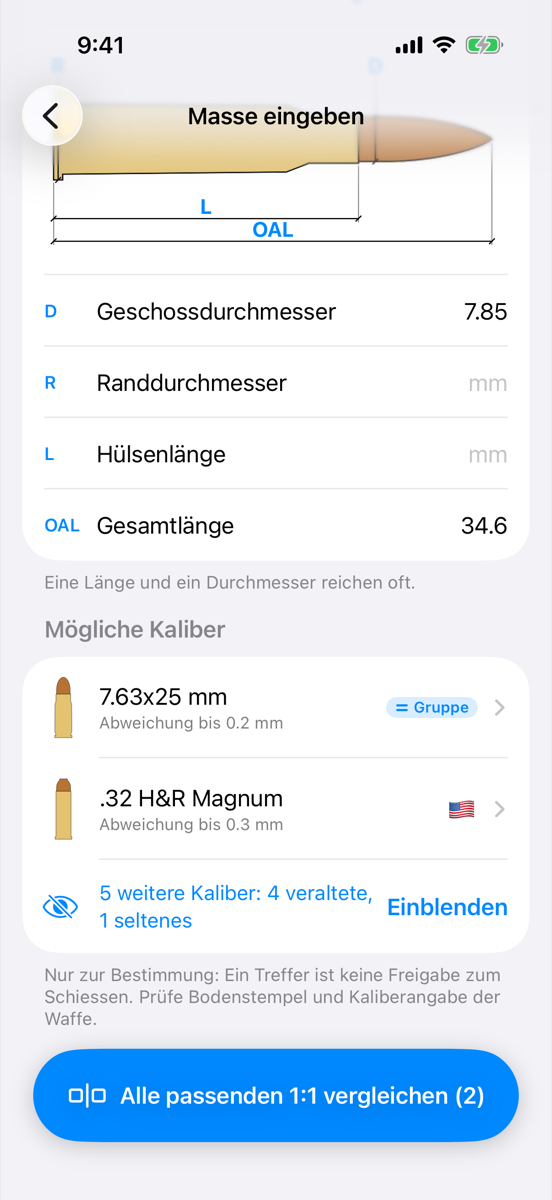 9:41
Masse eingeben
L
OAL
D Geschossdurchmesser 7.85
R Randdurchmesser mm
L Hülsenlänge mm
OAL Gesamtlänge 34.6
Eine Länge und ein Durchmesser reichen oft.
Mögliche Kaliber
7.63x25 mm
Abweichung bis 0.2 mm
= Gruppe
.32 H&R Magnum
Abweichung bis 0.3 mm
5 weitere Kaliber: 4 veraltete,
1 seltenes
Einblenden
Nur zur Bestimmung: Ein Treffer ist keine Freigabe zum
Schiessen. Prüfe Bodenstempel und Kaliberangabe der
Waffe.
Alle passenden 1:1 vergleichen (2)